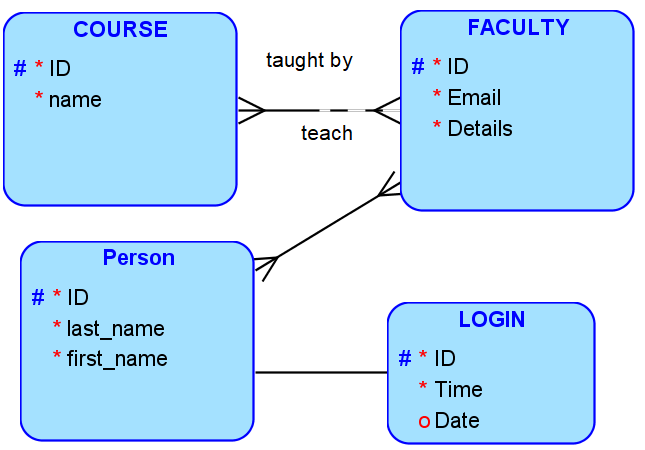 COURSE
# * ID
* name
taught by
teach
FACULTY
# * ID
* Email
* Details
Person
# * ID
* last_name
* first_name
LOGIN
# * ID
* Time
o Date